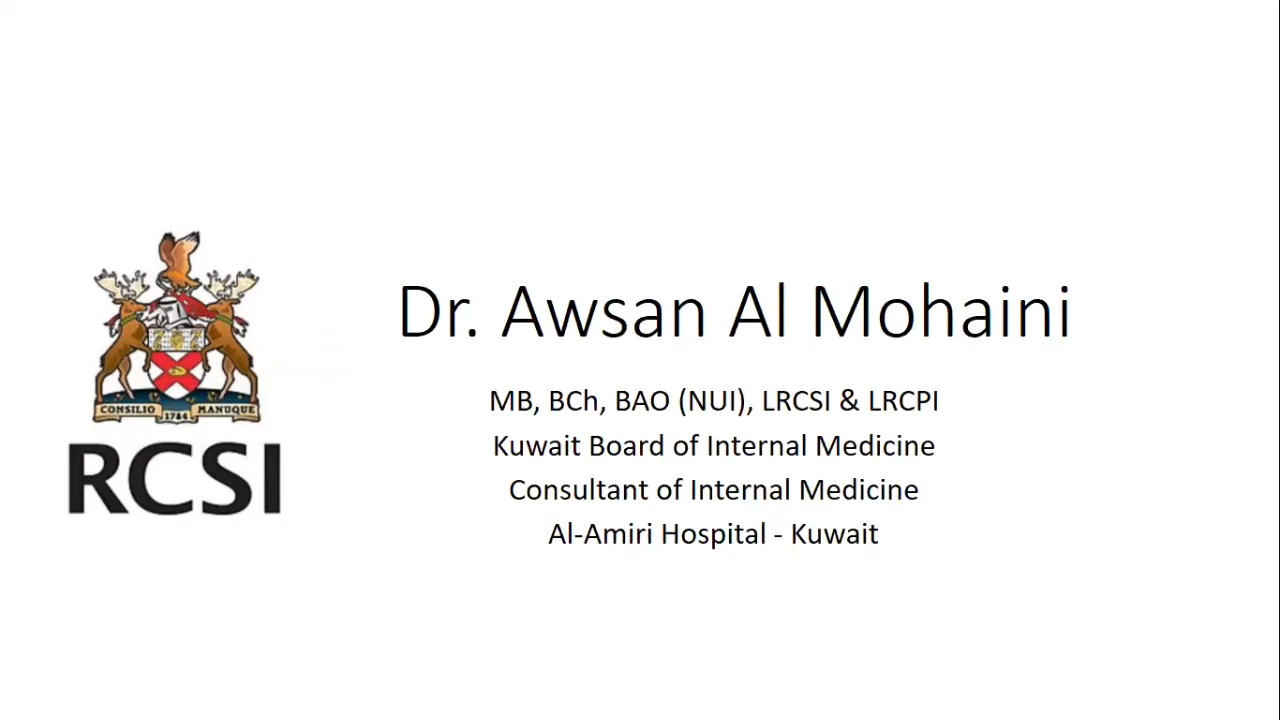 Dr. Awsan Al Mohaini
MB, BCh, BAO (NUI), LRCSI & LRCPI
Kuwait Board of Internal Medicine
Consultant of Internal Medicine
Al-Amiri Hospital - Kuwait
CONSILIO 1784 MANUQUE
RCSI